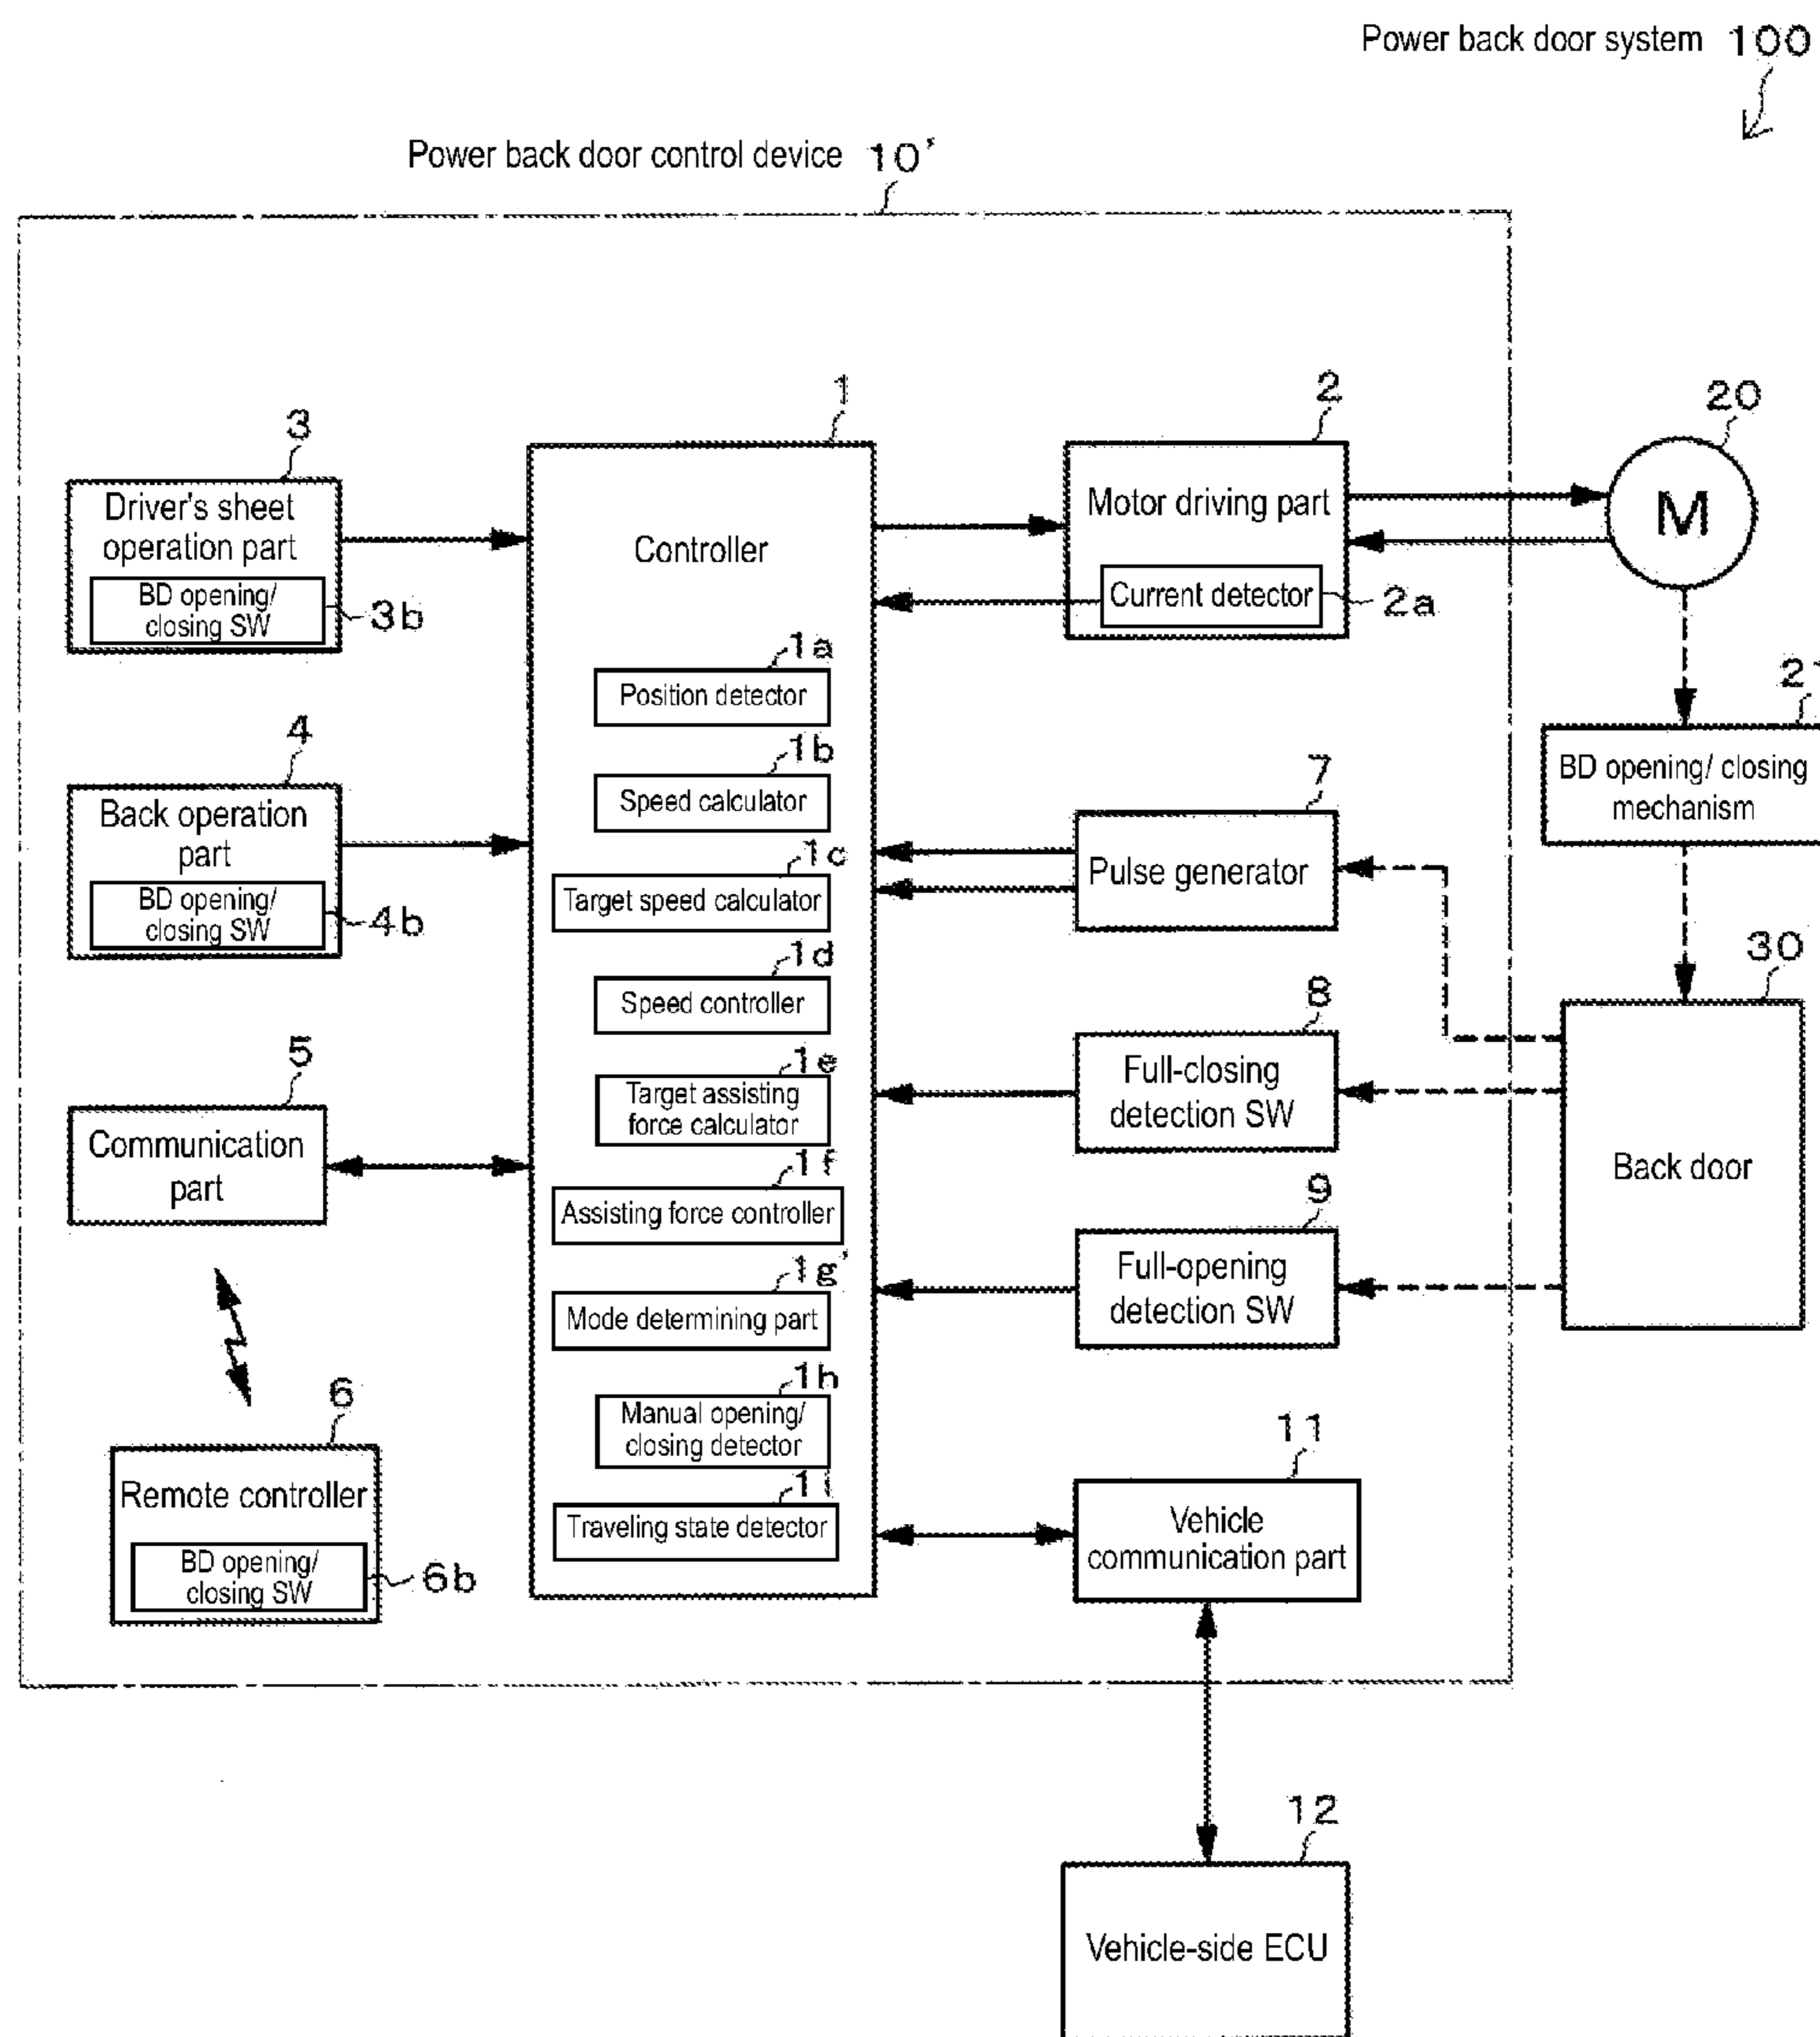 Power back door system 100
Power back door control device 10'
1
2
20
3
Driver's sheet
operation part
BD opening/
closing SW
3b
Controller
Motor driving part
Current detector
2a
M
1a
Position detector
1b
Speed calculator
1c
Target speed calculator
1d
Speed controller
1e
Target assisting
force calculator
1f
Assisting force controller
1g'
Mode determining part
1h
Manual opening/
closing detector
1i
Traveling state detector
4
Back operation
part
BD opening/
closing SW
4b
5
Communication
part
6
Remote controller
BD opening/
closing SW
6b
7
Pulse generator
8
Full-closing
detection SW
9
Full-opening
detection SW
11
Vehicle
communication part
BD opening/ closing
mechanism
30
Back door
12
Vehicle-side ECU